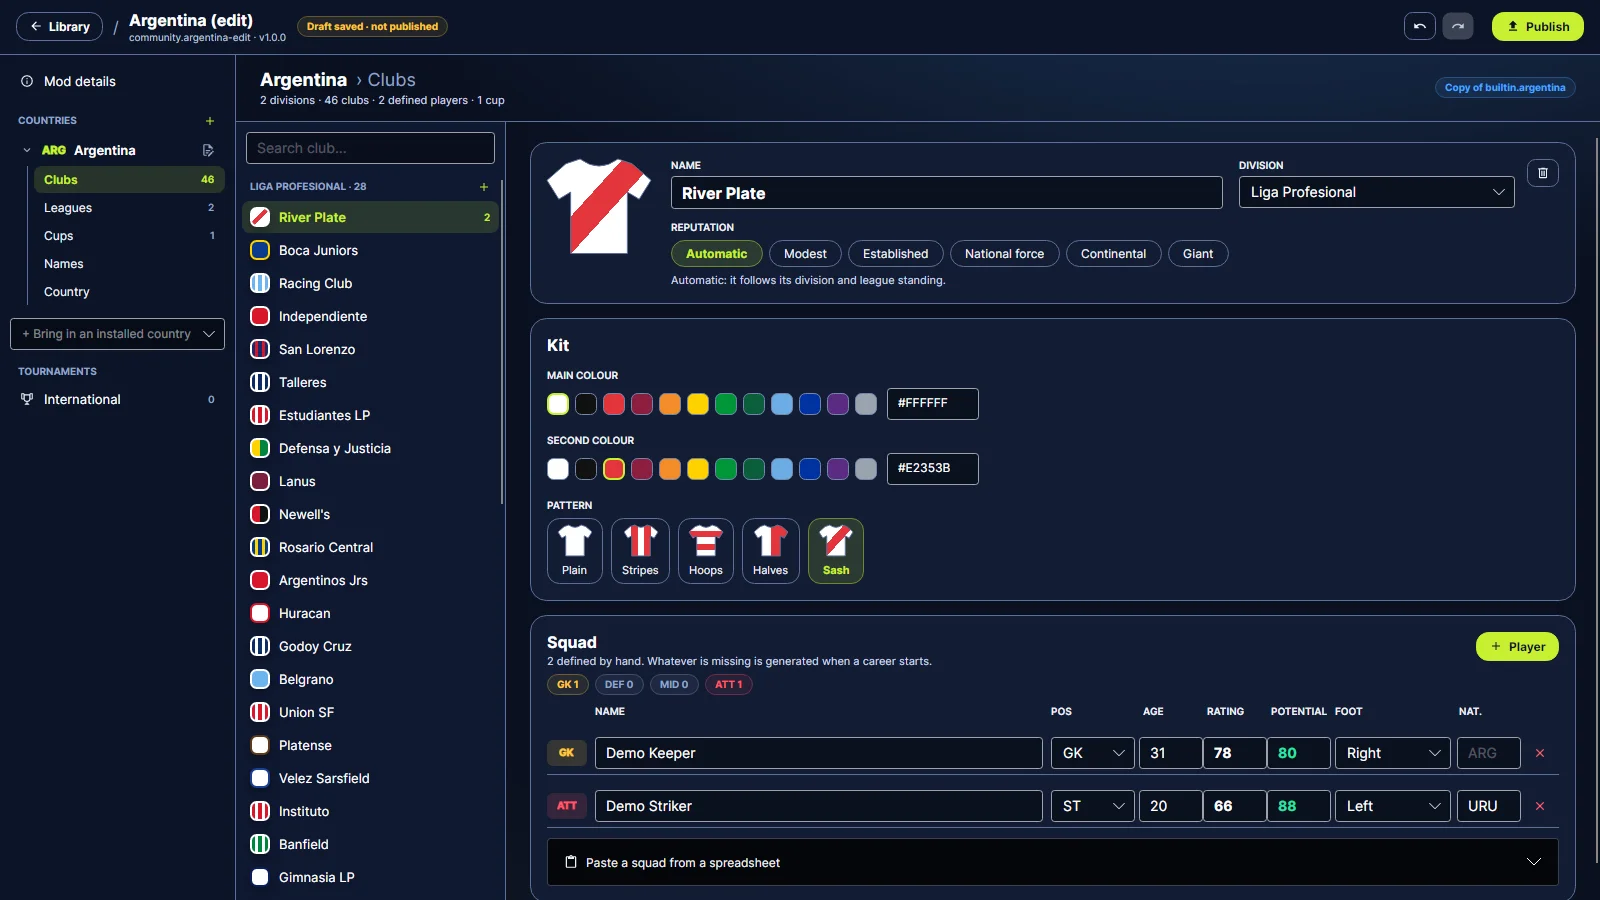 Library
/
Argentina (edit)
community.argentina-edit · v1.0.0
Draft saved · not published
Publish
Mod details
COUNTRIES
+
ARG Argentina
Clubs 46
Leagues 2
Cups 1
Names
Country
+ Bring in an installed country
TOURNAMENTS
International 0
Argentina › Clubs
2 divisions · 46 clubs · 2 defined players · 1 cup
Copy of builtin.argentina
Search club...
LIGA PROFESIONAL · 28 +
River Plate 2
Boca Juniors
Racing Club
Independiente
San Lorenzo
Talleres
Estudiantes LP
Defensa y Justicia
Lanus
Newell's
Rosario Central
Argentinos Jrs
Huracan
Godoy Cruz
Belgrano
Union SF
Platense
Velez Sarsfield
Instituto
Banfield
Gimnasia LP
NAME
River Plate
DIVISION
Liga Profesional
REPUTATION
Automatic Modest Established National force Continental Giant
Automatic: it follows its division and league standing.
Kit
MAIN COLOUR
#FFFFFF
SECOND COLOUR
#E2353B
PATTERN
Plain Stripes Hoops Halves Sash
Squad
2 defined by hand. Whatever is missing is generated when a career starts.
+ Player
GK 1 DEF 0 MID 0 ATT 1
NAME POS AGE RATING POTENTIAL FOOT NAT.
GK Demo Keeper GK 31 78 80 Right ARG ×
ATT Demo Striker ST 20 66 88 Left URU ×
Paste a squad from a spreadsheet